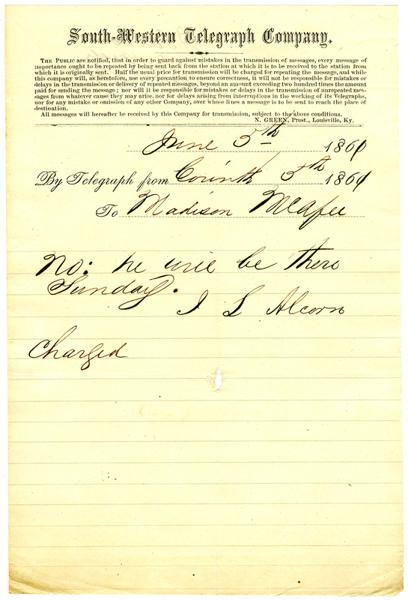 South-Western Telegraph Company.
The Public are notified, that in order to guard against mistakes in the transmission of messages, every message of
importance ought to be repeated by being sent back from the station at which it is to be received to the station from
which it is originally sent. Half the usual price for transmission will be charged for repeating the message, and while
this company will, as heretofore, use every precaution to ensure correctness, it will not be responsible for mistakes or
delays in the transmission or delivery of repeated messages, beyond an amount exceeding two hundred times the amount
paid for sending the message; nor will it be responsible for mistakes or delays in the transmission of unrepeated mes-
sages from whatever cause they may arise, nor for delays arising from interruptions in the working of its Telegraphs,
nor for any mistake or omission of any other Company, over whose lines a message is to be sent to reach the place of
destination.
All messages will hereafter be received by this Company for transmission, subject to the above conditions.
N. GREEN, Prest., Louisville, Ky.
June 5th 1861
By Telegraph from Corinth 5th 1861
To Madison McAfee
No: he will be there
Sunday.
J L Alcorn
Charged